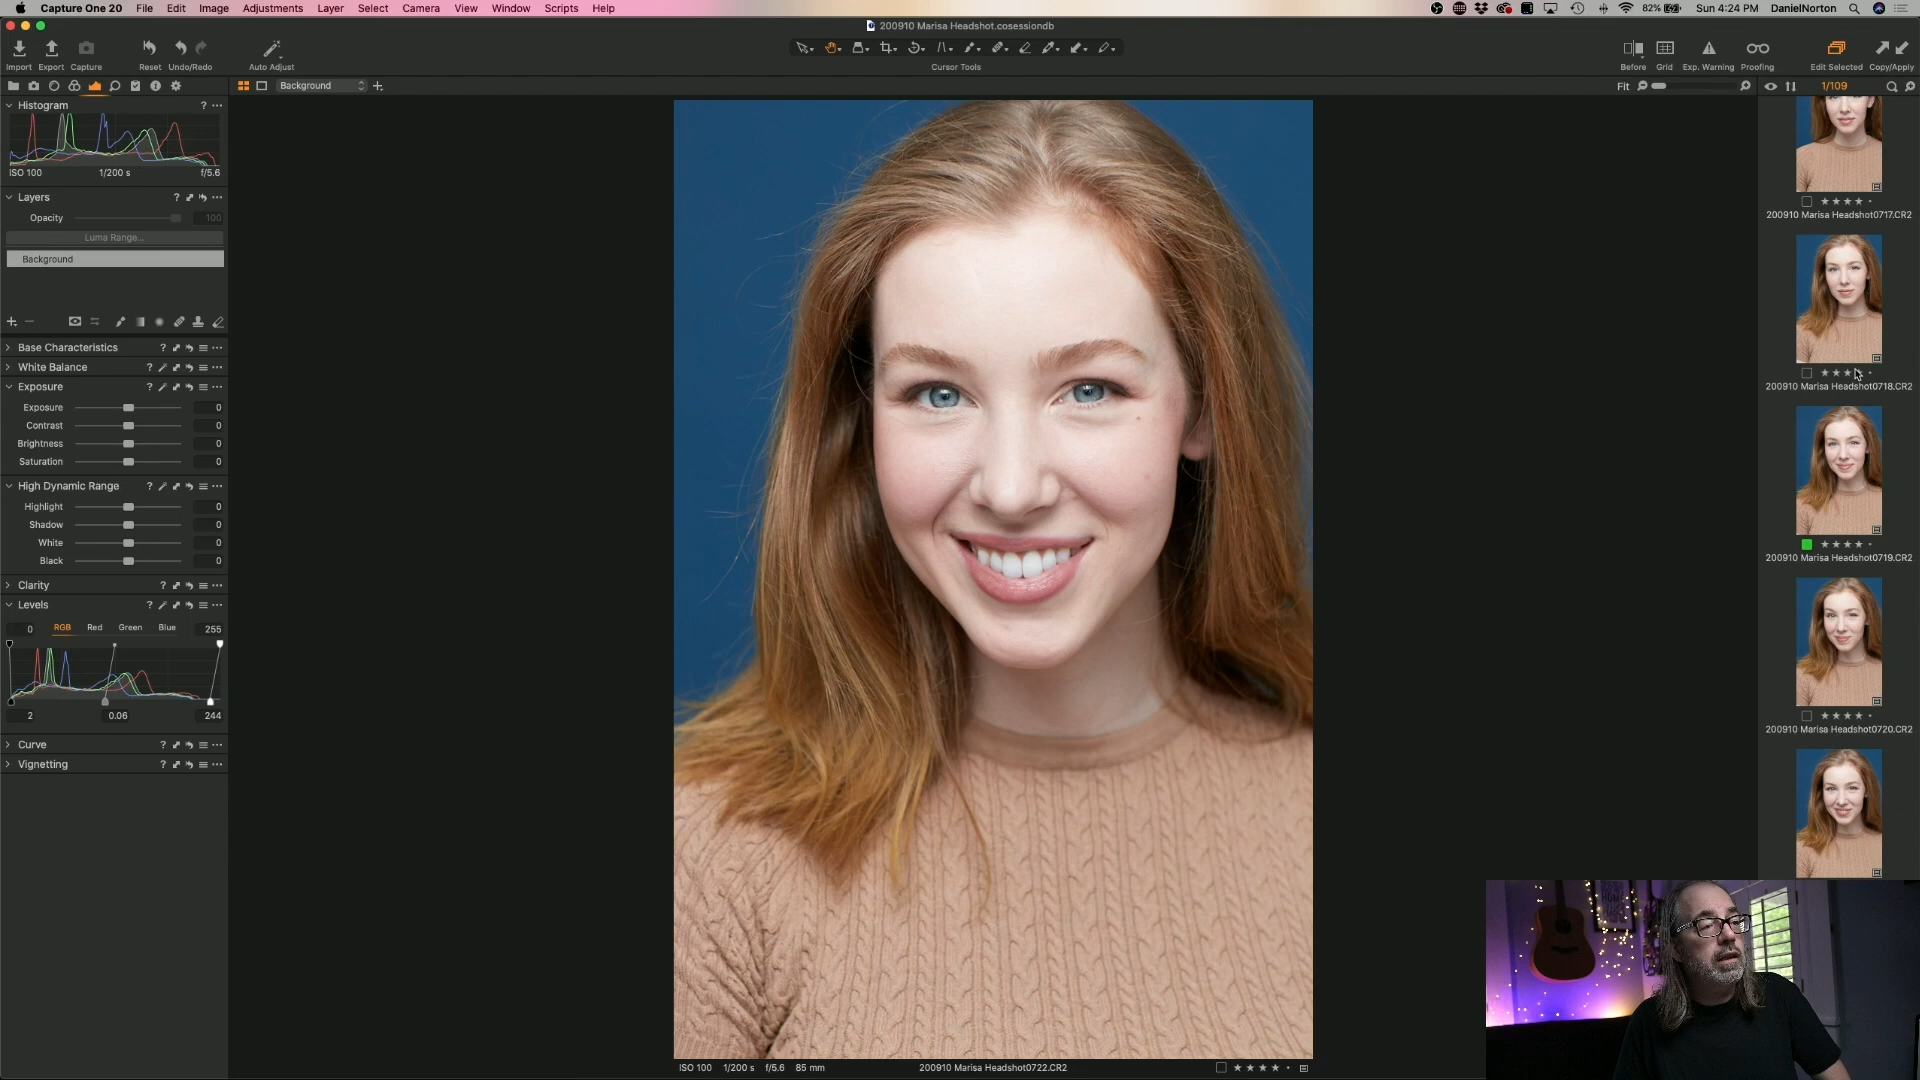 Capture One 20 File Edit Image Adjustments Layer Select Camera View Window Scripts Help 82% Sun 4:24 PM DanielNorton
200910 Marisa Headshot.cosessiondb
Import Export Capture Reset Undo/Redo Auto Adjust Cursor Tools Before Grid Exp. Warning Proofing Edit Selected Copy/Apply
Background Fit 1/109
Histogram
ISO 100 1/200 s f/5.6
Layers
Opacity 100
Luma Range...
Background
Base Characteristics
White Balance
Exposure
Exposure 0
Contrast 0
Brightness 0
Saturation 0
High Dynamic Range
Highlight 0
Shadow 0
White 0
Black 0
Clarity
Levels
0 RGB Red Green Blue 255
2 0.06 244
Curve
Vignetting
200910 Marisa Headshot0717.CR2
200910 Marisa Headshot0718.CR2
200910 Marisa Headshot0719.CR2
200910 Marisa Headshot0720.CR2
ISO 100 1/200 s f/5.6 85 mm 200910 Marisa Headshot0722.CR2